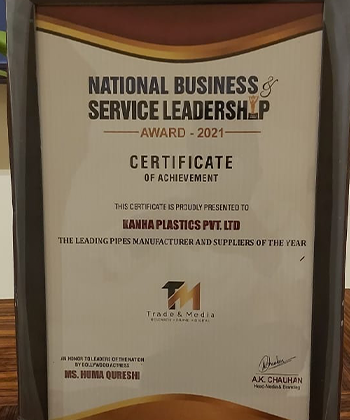 NATIONAL BUSINESS &
SERVICE LEADERSHIP
AWARD - 2021
CERTIFICATE
OF ACHIEVEMENT
THIS CERTIFICATE IS PROUDLY PRESENTED TO
KANHA PLASTICS PVT. LTD
THE LEADING PIPES MANUFACTURER AND SUPPLIERS OF THE YEAR
TM
Trade & Media
AN HONOR TO LEADERS OF THE NATION
BY BOLLYWOOD ACTRESS
MS. HUMA QURESHI
A.K. CHAUHAN
Head-Media &